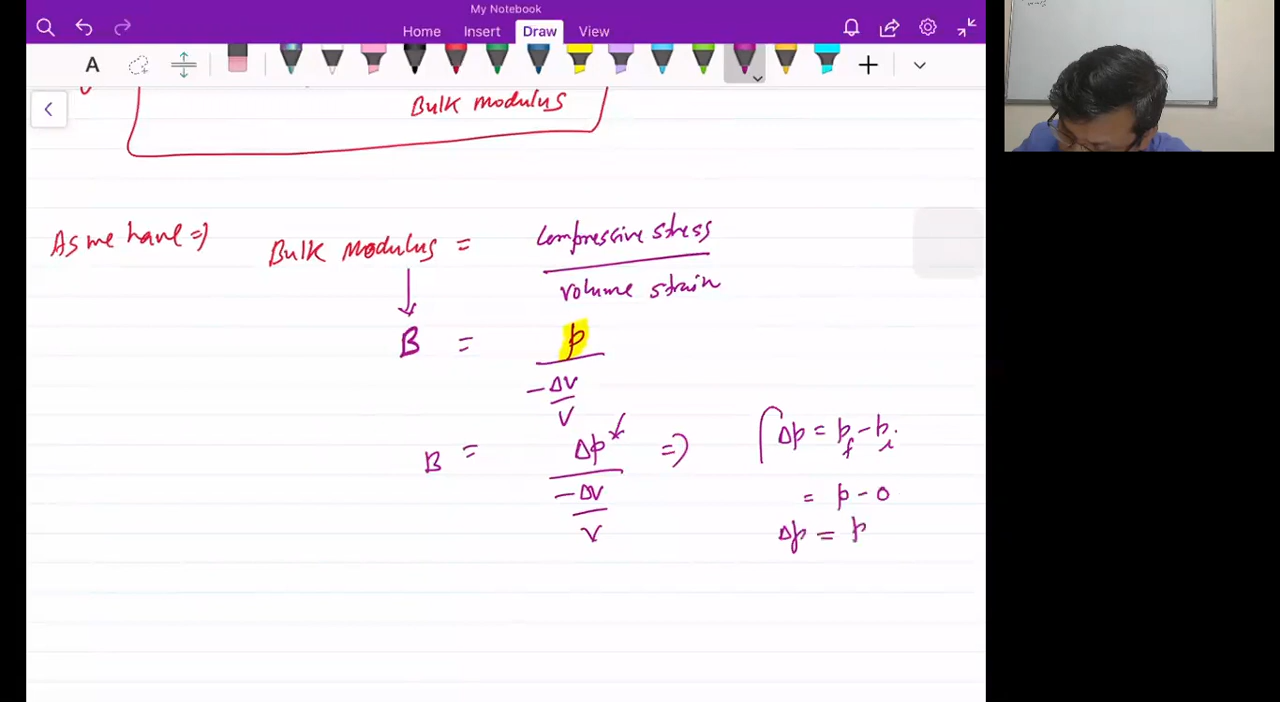 My Notebook
Home Insert Draw View
A
Bulk modulus
As we have ⇒ Bulk Modulus = Compressive stress
volume strain
B = p
-ΔV
V
B = Δp ⇒ Δp = pf - pi
-ΔV
V
= p - 0
Δp = p